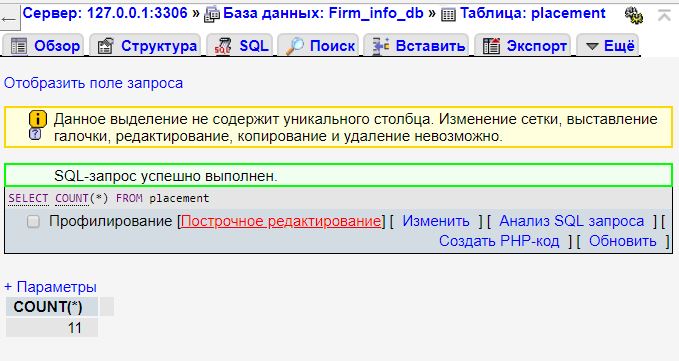 Сервер: 127.0.0.1:3306 » База данных: Firm_info_db » Таблица: placement
Обзор Структура SQL Поиск Вставить Экспорт Ещё
Отобразить поле запроса
Данное выделение не содержит уникального столбца. Изменение сетки, выставление
галочки, редактирование, копирование и удаление невозможно.
SQL-запрос успешно выполнен.
SELECT COUNT(*) FROM placement
Профилирование [Построчное редактирование] [ Изменить ] [ Анализ SQL запроса ] [
Создать PHP-код ] [ Обновить ]
+ Параметры
COUNT(*)
11